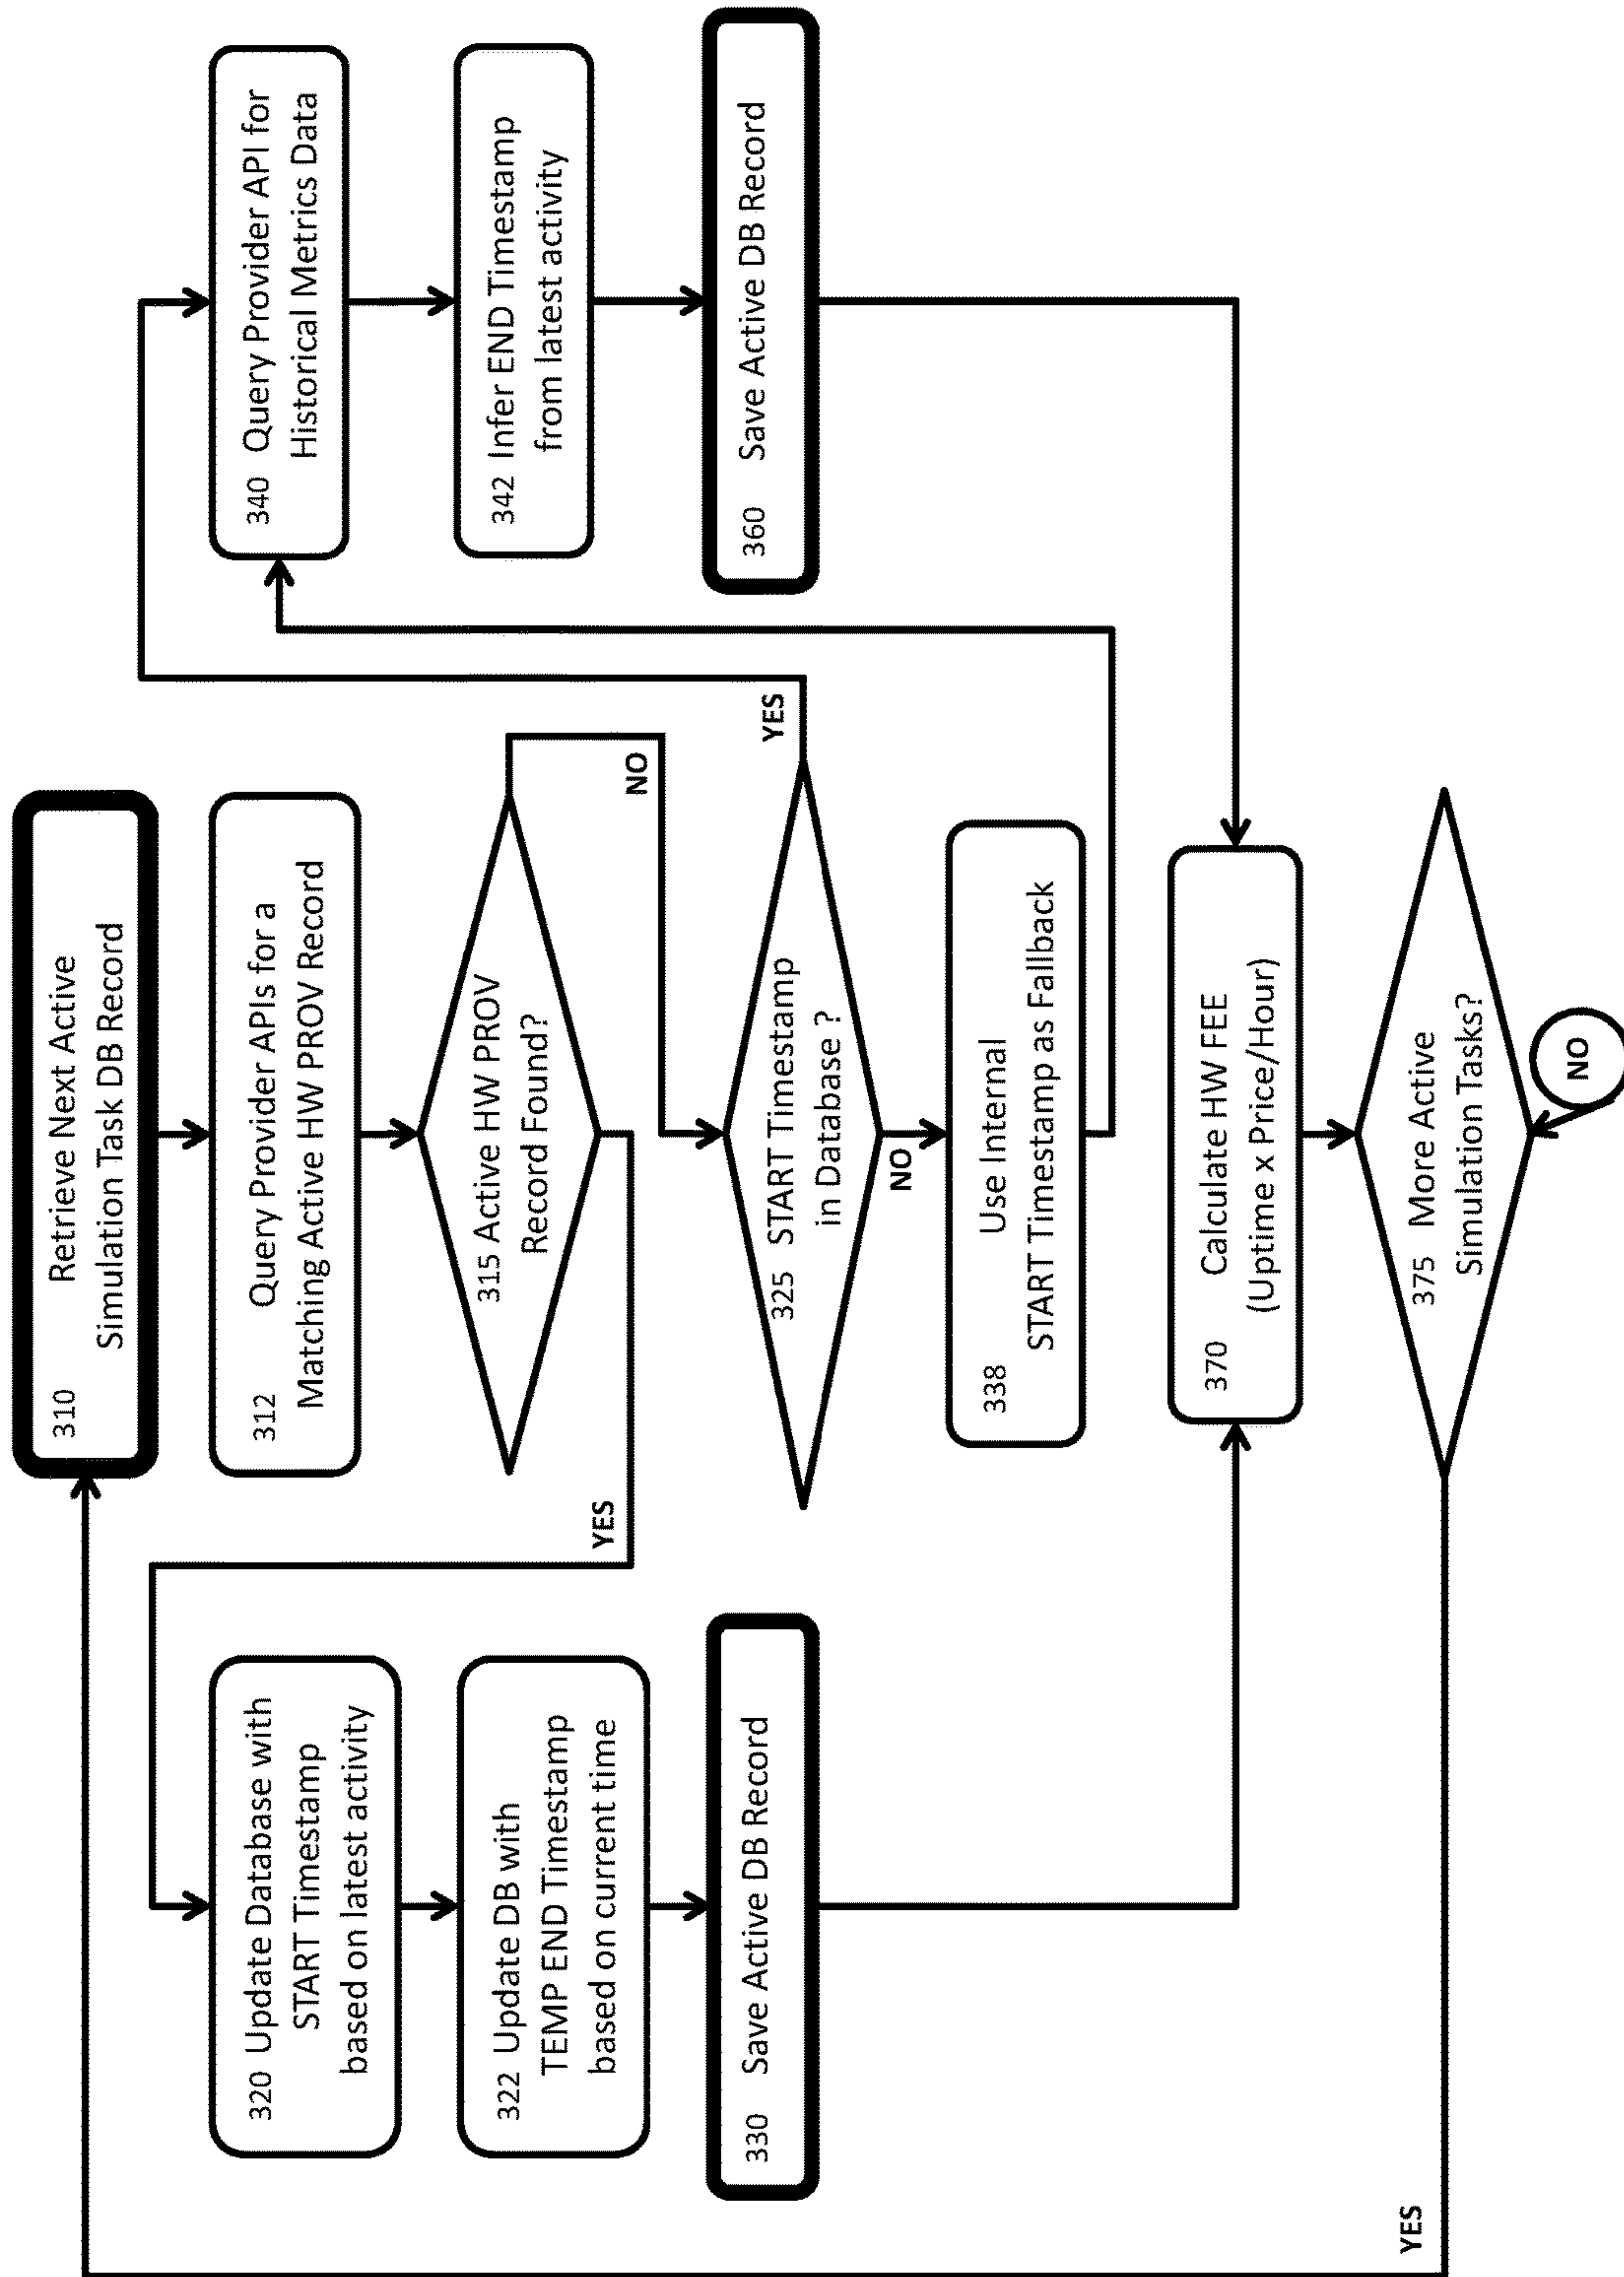 310 Retrieve Next Active
Simulation Task DB Record
312 Query Provider APIs for a
Matching Active HW PROV Record
315 Active HW PROV
Record Found?
YES
NO
320 Update Database with
START Timestamp
based on latest activity
322 Update DB with
TEMP END Timestamp
based on current time
330 Save Active DB Record
325 START Timestamp
in Database ?
YES
NO
338 Use Internal
START Timestamp as Fallback
340 Query Provider API for
Historical Metrics Data
342 Infer END Timestamp
from latest activity
360 Save Active DB Record
370 Calculate HW FEE
(Uptime x Price/Hour)
375 More Active
Simulation Tasks?
YES
NO